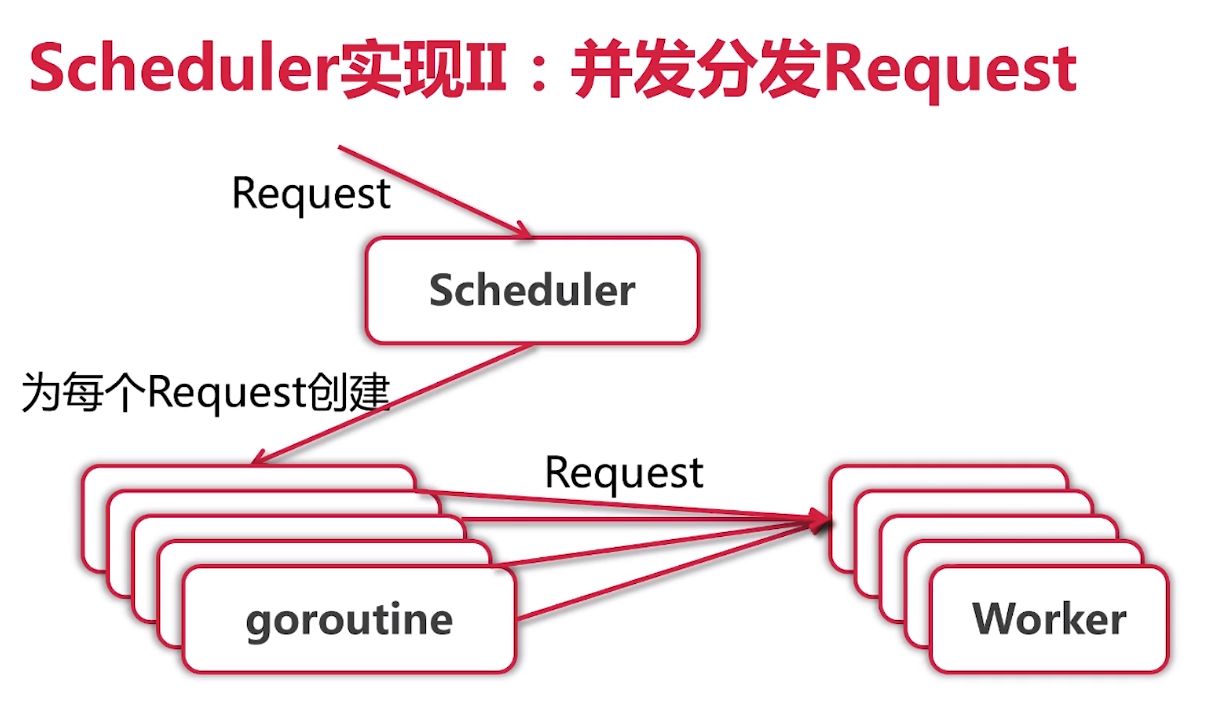 Scheduler实现II：并发分发Request
Request
Scheduler
为每个Request创建
Request
goroutine
Worker